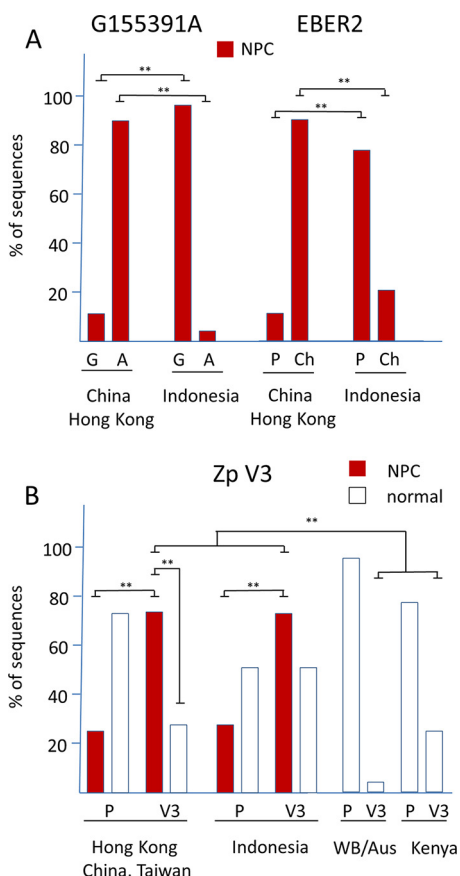 A
G155391A EBER2
NPC
** **
** **
% of sequences
100
80
60
40
20
G A G A P Ch P Ch
China Indonesia China Indonesia
Hong Kong Hong Kong
B
Zp V3
NPC
normal
**
**
** **
% of sequences
100
80
60
40
20
P V3 P V3 P V3 P V3
Hong Kong Indonesia WB/Aus Kenya
China, Taiwan